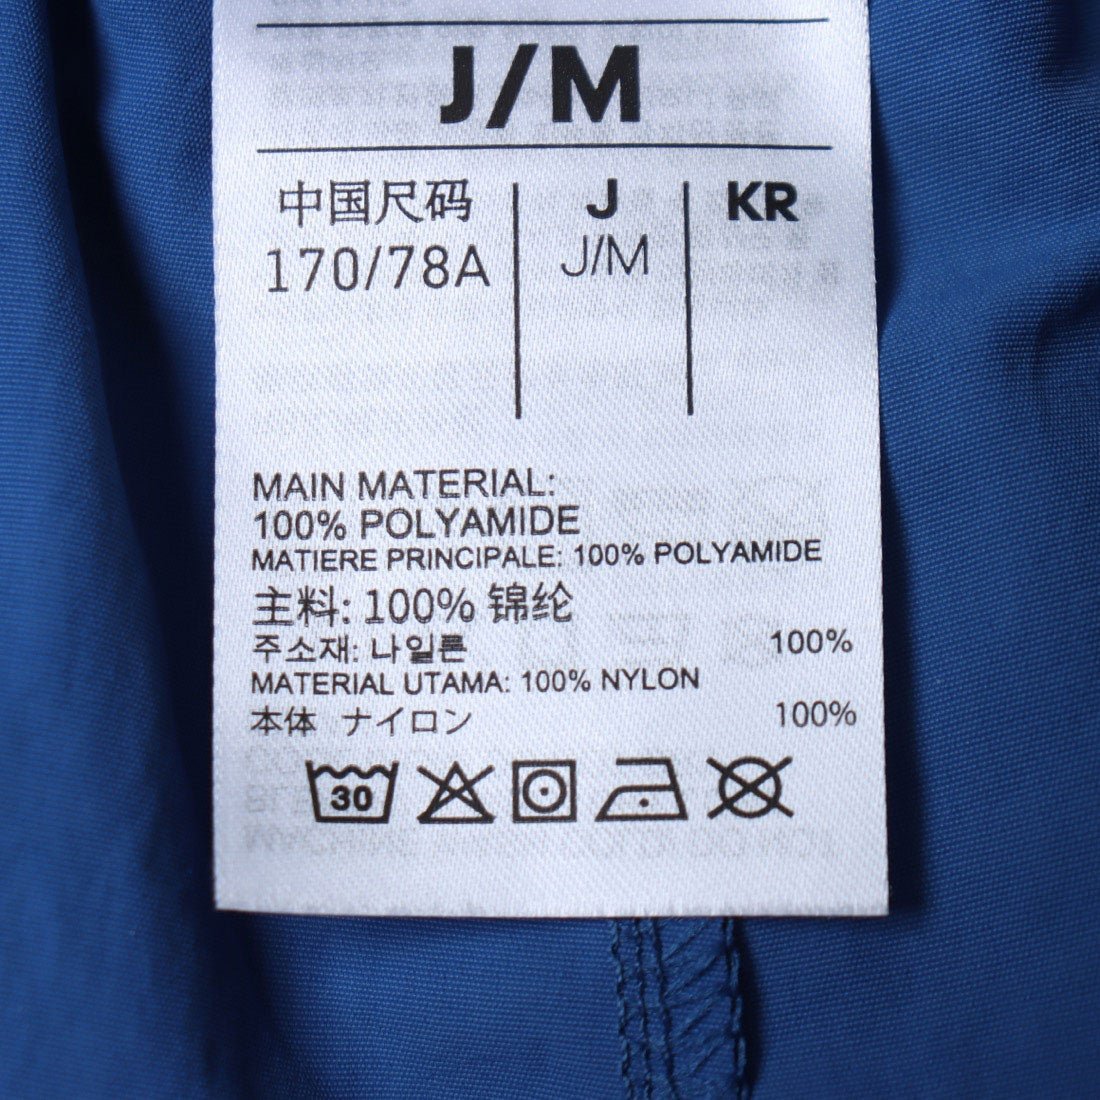 J/M
中国尺码
170/78A
J
J/M
KR
MAIN MATERIAL:
100% POLYAMIDE
MATIERE PRINCIPALE: 100% POLYAMIDE
主料: 100% 锦纶
주소재: 나일론 100%
MATERIAL UTAMA: 100% NYLON
本体 ナイロン 100%
30